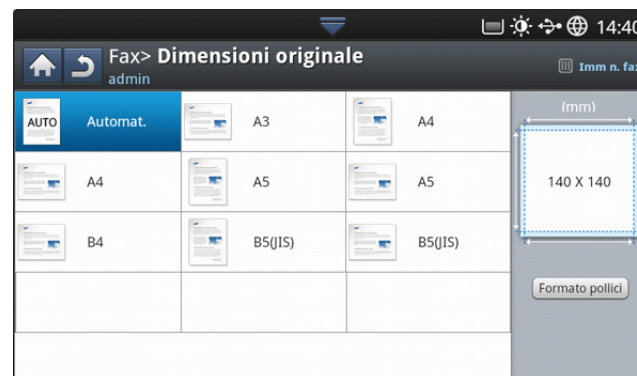 14:40
Fax> Dimensioni originale
admin
Imm n. fax
AUTO Automat. A3 A4
A4 A5 A5
B4 B5(JIS) B5(JIS)
(mm)
140 X 140
Formato pollici